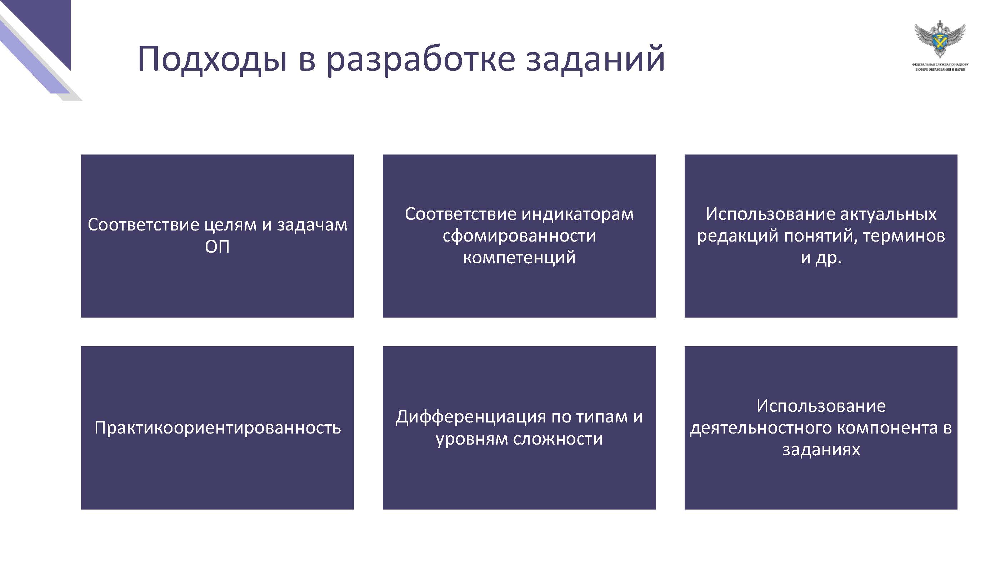 Подходы в разработке заданий
ФЕДЕРАЛЬНАЯ СЛУЖБА ПО НАДЗОРУ
В СФЕРЕ ОБРАЗОВАНИЯ И НАУКИ
Соответствие целям и задачам
ОП
Соответствие индикаторам
сфомированности
компетенций
Использование актуальных
редакций понятий, терминов
и др.
Практикоориентированность
Дифференциация по типам и
уровням сложности
Использование
деятельностного компонента в
заданиях